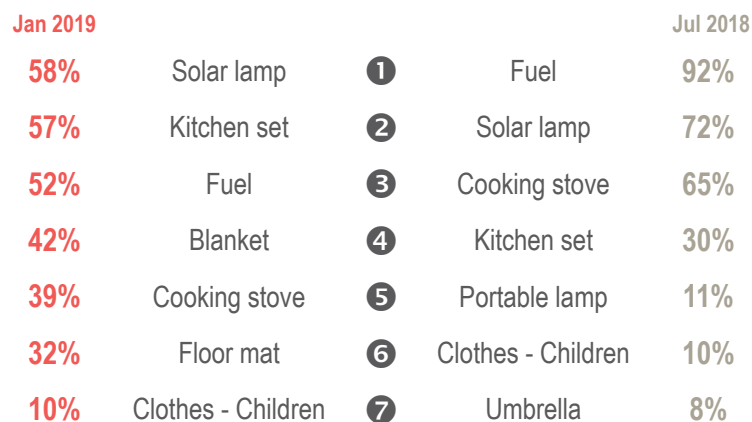 Jan 2019 Jul 2018
58% Solar lamp ❶ Fuel 92%
57% Kitchen set ❷ Solar lamp 72%
52% Fuel ❸ Cooking stove 65%
42% Blanket ❹ Kitchen set 30%
39% Cooking stove ❺ Portable lamp 11%
32% Floor mat ❻ Clothes - Children 10%
10% Clothes - Children ❼ Umbrella 8%